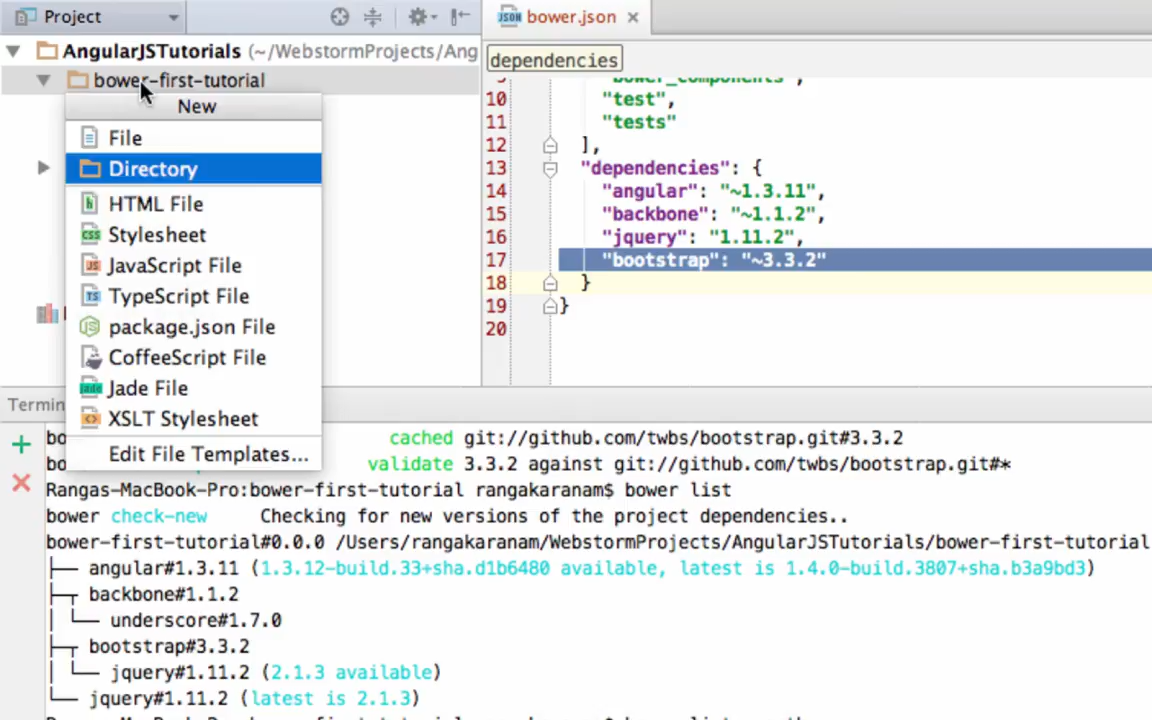 Project
bower.json
AngularJSTutorials (~/WebstormProjects/Ang
dependencies
bower-first-tutorial
New
File
Directory
HTML File
Stylesheet
JavaScript File
TypeScript File
package.json File
CoffeeScript File
Jade File
XSLT Stylesheet
Edit File Templates...
9 "bower_components",
10 "test",
11 "tests"
12 ],
13 "dependencies": {
14 "angular": "~1.3.11",
15 "backbone": "~1.1.2",
16 "jquery": "1.11.2",
17 "bootstrap": "~3.3.2"
18 }
19 }
20
Termin
bo cached git://github.com/twbs/bootstrap.git#3.3.2
bo validate 3.3.2 against git://github.com/twbs/bootstrap.git#*
Rangas-MacBook-Pro:bower-first-tutorial rangakaranam$ bower list
bower check-new Checking for new versions of the project dependencies..
bower-first-tutorial#0.0.0 /Users/rangakaranam/WebstormProjects/AngularJSTutorials/bower-first-tutorial
├── angular#1.3.11 (1.3.12-build.33+sha.d1b6480 available, latest is 1.4.0-build.3807+sha.b3a9bd3)
├─┬ backbone#1.1.2
│ └── underscore#1.7.0
├─┬ bootstrap#3.3.2
│ └── jquery#1.11.2 (2.1.3 available)
└── jquery#1.11.2 (latest is 2.1.3)